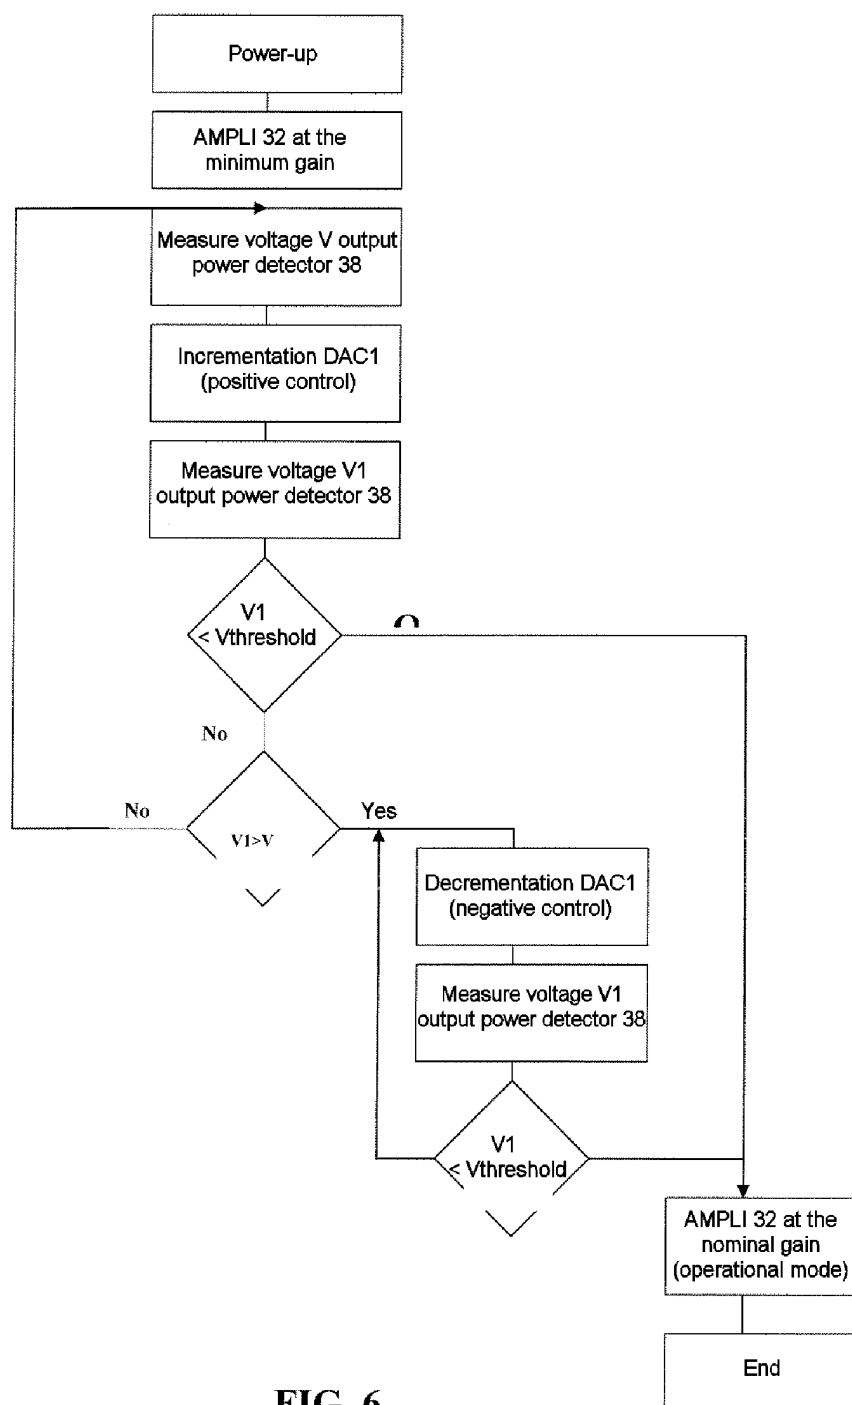 Power-up
AMPLI 32 at the
minimum gain
Measure voltage V output
power detector 38
Incrementation DAC1
(positive control)
Measure voltage V1
output power detector 38
V1
< Vthreshold
No
No
V1>V
Yes
Decrementation DAC1
(negative control)
Measure voltage V1
output power detector 38
V1
< Vthreshold
AMPLI 32 at the
nominal gain
(operational mode)
End
FIG. 6